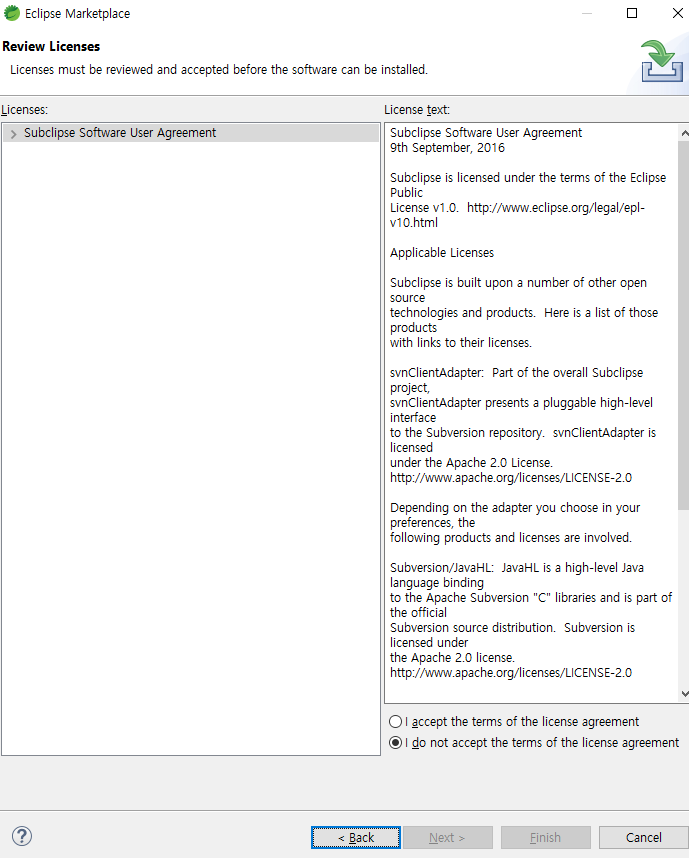 Eclipse Marketplace
Review Licenses
Licenses must be reviewed and accepted before the software can be installed.
Licenses:
Subclipse Software User Agreement
License text:
Subclipse Software User Agreement
9th September, 2016
Subclipse is licensed under the terms of the Eclipse
Public
License v1.0.  http://www.eclipse.org/legal/epl-
v10.html
Applicable Licenses
Subclipse is built upon a number of other open
source
technologies and products.  Here is a list of those
products
with links to their licenses.
svnClientAdapter:  Part of the overall Subclipse
project,
svnClientAdapter presents a pluggable high-level
interface
to the Subversion repository.  svnClientAdapter is
licensed
under the Apache 2.0 License.
http://www.apache.org/licenses/LICENSE-2.0
Depending on the adapter you choose in your
preferences, the
following products and licenses are involved.
Subversion/JavaHL:  JavaHL is a high-level Java
language binding
to the Apache Subversion "C" libraries and is part of
the official
Subversion source distribution.  Subversion is
licensed under
the Apache 2.0 license.
http://www.apache.org/licenses/LICENSE-2.0
I accept the terms of the license agreement
I do not accept the terms of the license agreement
?
< Back
Next >
Finish
Cancel